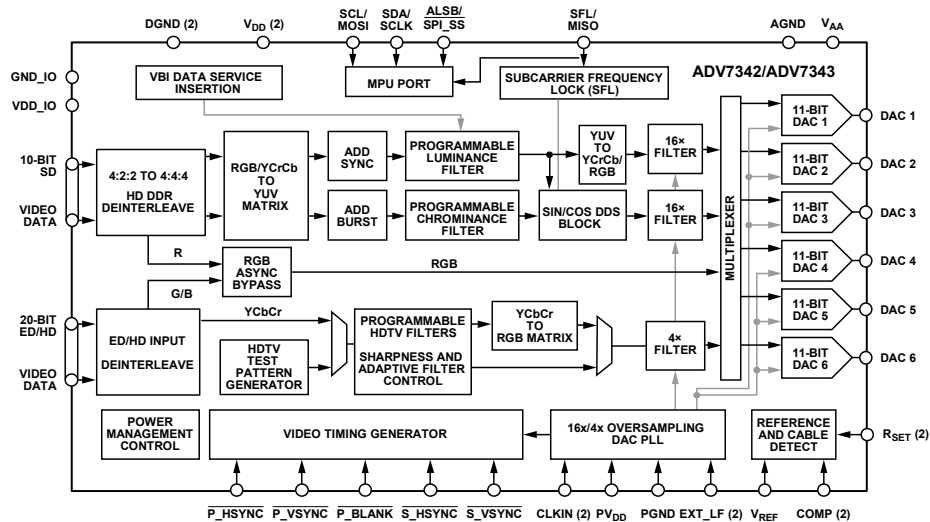 DGND (2)
V_DD (2)
SCL/
MOSI
SDA/
SCLK
ALSB/
SPI_SS
SFL/
MISO
AGND
V_AA
GND_IO
VDD_IO
10-BIT
SD
VIDEO
DATA
20-BIT
ED/HD
VIDEO
DATA
VBI DATA SERVICE
INSERTION
MPU PORT
SUBCARRIER FREQUENCY
LOCK (SFL)
ADV7342/ADV7343
4:2:2 TO 4:4:4
HD DDR
DEINTERLEAVE
RGB/YCrCb
TO
YUV
MATRIX
ADD
SYNC
PROGRAMMABLE
LUMINANCE
FILTER
YUV
TO
YCrCb/
RGB
16×
FILTER
ADD
BURST
PROGRAMMABLE
CHROMINANCE
FILTER
SIN/COS DDS
BLOCK
16×
FILTER
MULTIPLEXER
R
RGB
ASYNC
BYPASS
RGB
G/B
ED/HD INPUT
DEINTERLEAVE
YCbCr
HDTV
TEST
PATTERN
GENERATOR
PROGRAMMABLE
HDTV FILTERS
SHARPNESS AND
ADAPTIVE FILTER
CONTROL
YCbCr
TO
RGB MATRIX
4×
FILTER
11-BIT
DAC 1
DAC 1
11-BIT
DAC 2
DAC 2
11-BIT
DAC 3
DAC 3
11-BIT
DAC 4
DAC 4
11-BIT
DAC 5
DAC 5
11-BIT
DAC 6
DAC 6
POWER
MANAGEMENT
CONTROL
VIDEO TIMING GENERATOR
16x/4x OVERSAMPLING
DAC PLL
REFERENCE
AND CABLE
DETECT
R_SET (2)
P_HSYNC
P_VSYNC
P_BLANK
S_HSYNC
S_VSYNC
CLKIN (2)
PV_DD
PGND
EXT_LF (2)
V_REF
COMP (2)